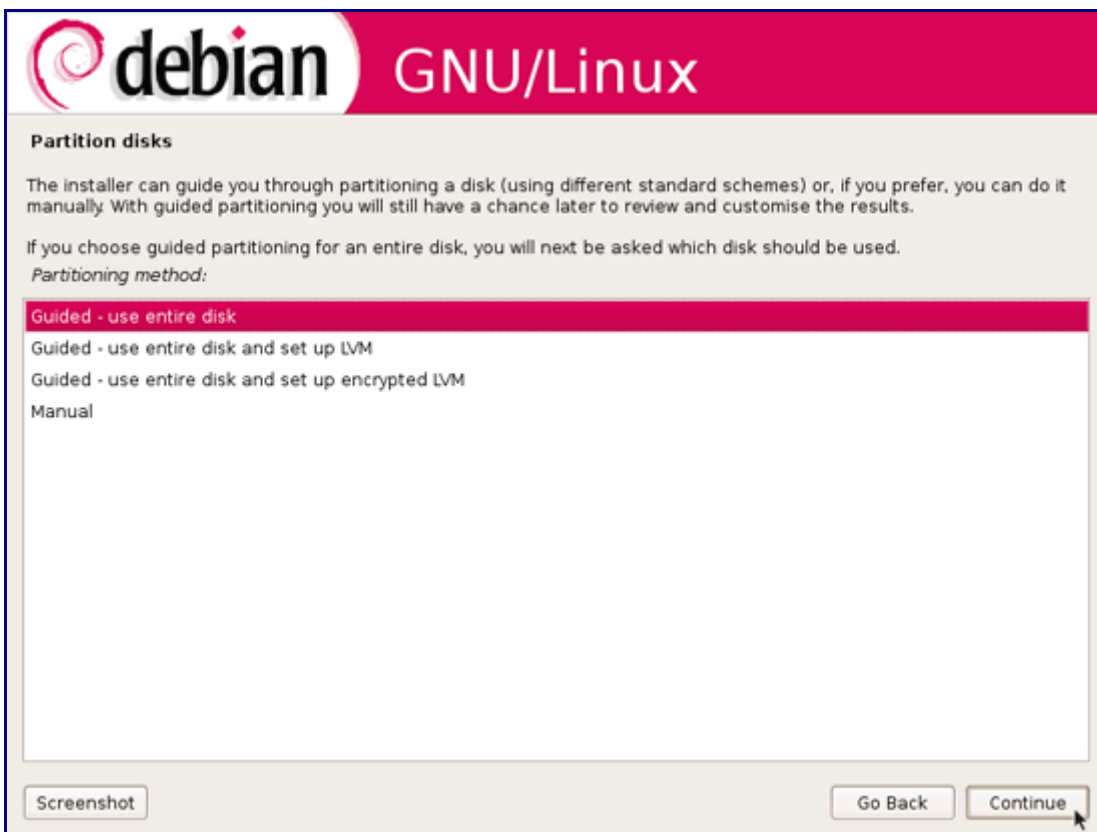 debian GNU/Linux
Partition disks
The installer can guide you through partitioning a disk (using different standard schemes) or, if you prefer, you can do it
manually. With guided partitioning you will still have a chance later to review and customise the results.
If you choose guided partitioning for an entire disk, you will next be asked which disk should be used.
Partitioning method:
Guided - use entire disk
Guided - use entire disk and set up LVM
Guided - use entire disk and set up encrypted LVM
Manual
Screenshot Go Back Continue